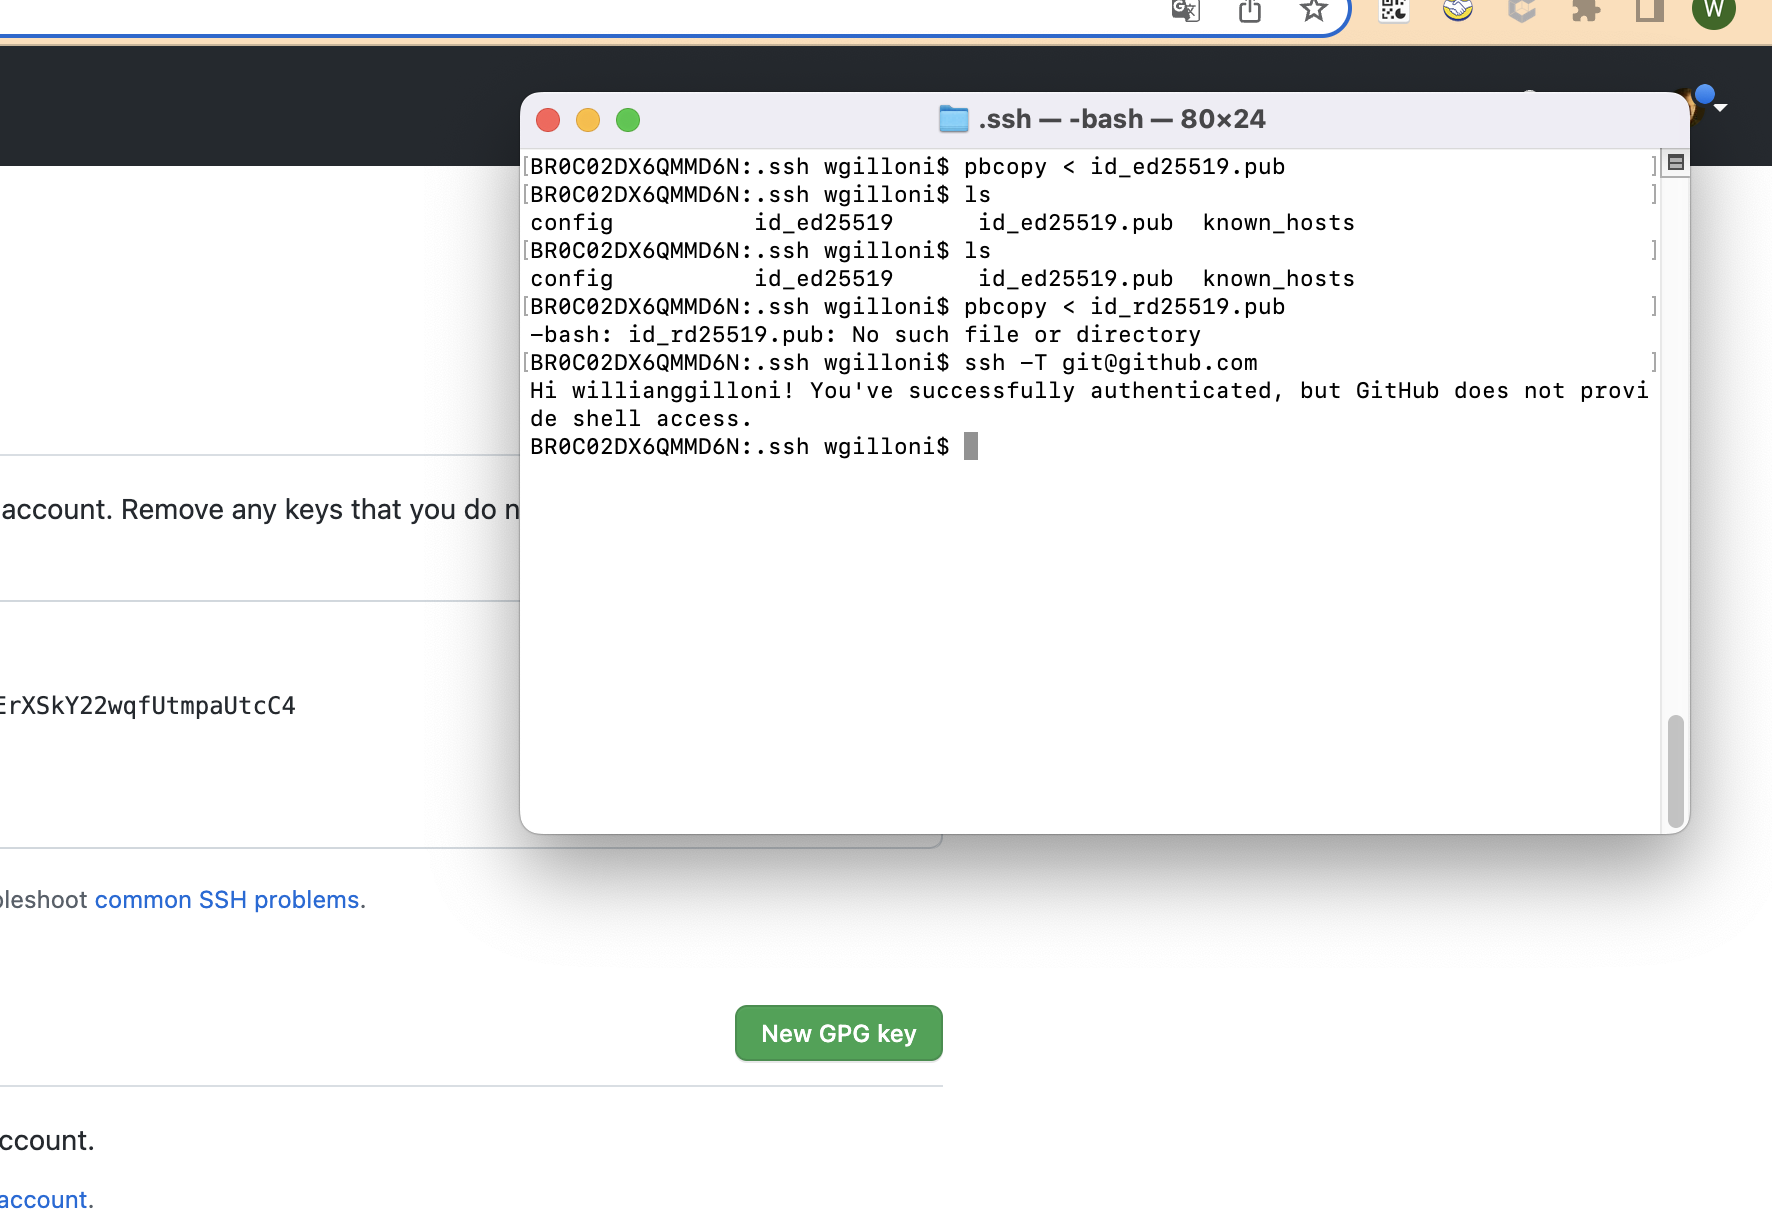 W
.ssh — -bash — 80×24
[BR0C02DX6QMMD6N:.ssh wgilloni$ pbcopy < id_ed25519.pub ]
[BR0C02DX6QMMD6N:.ssh wgilloni$ ls ]
config id_ed25519 id_ed25519.pub known_hosts
[BR0C02DX6QMMD6N:.ssh wgilloni$ ls ]
config id_ed25519 id_ed25519.pub known_hosts
[BR0C02DX6QMMD6N:.ssh wgilloni$ pbcopy < id_rd25519.pub ]
-bash: id_rd25519.pub: No such file or directory
[BR0C02DX6QMMD6N:.ssh wgilloni$ ssh -T git@github.com ]
Hi willianggilloni! You've successfully authenticated, but GitHub does not provi
de shell access.
BR0C02DX6QMMD6N:.ssh wgilloni$
account. Remove any keys that you do n
ErXSkY22wqfUtmpaUtcC4
bleshoot common SSH problems.
New GPG key
ccount.
account.